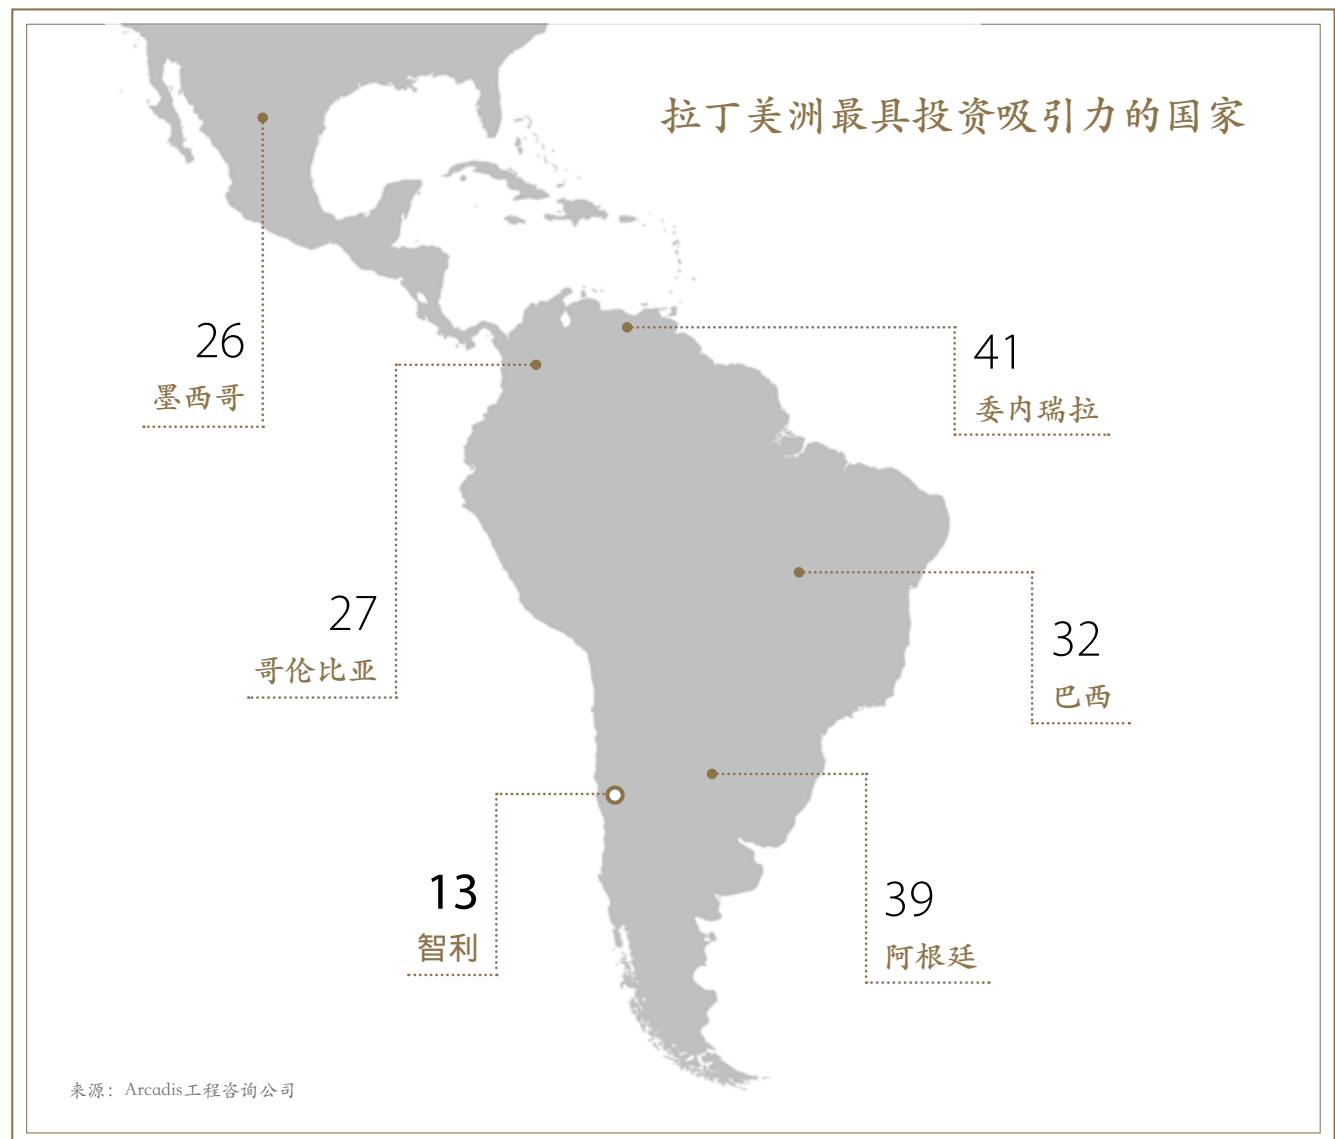 拉丁美洲最具投资吸引力的国家
26
墨西哥
41
委内瑞拉
27
哥伦比亚
32
巴西
13
智利
39
阿根廷
来源：Arcadis工程咨询公司